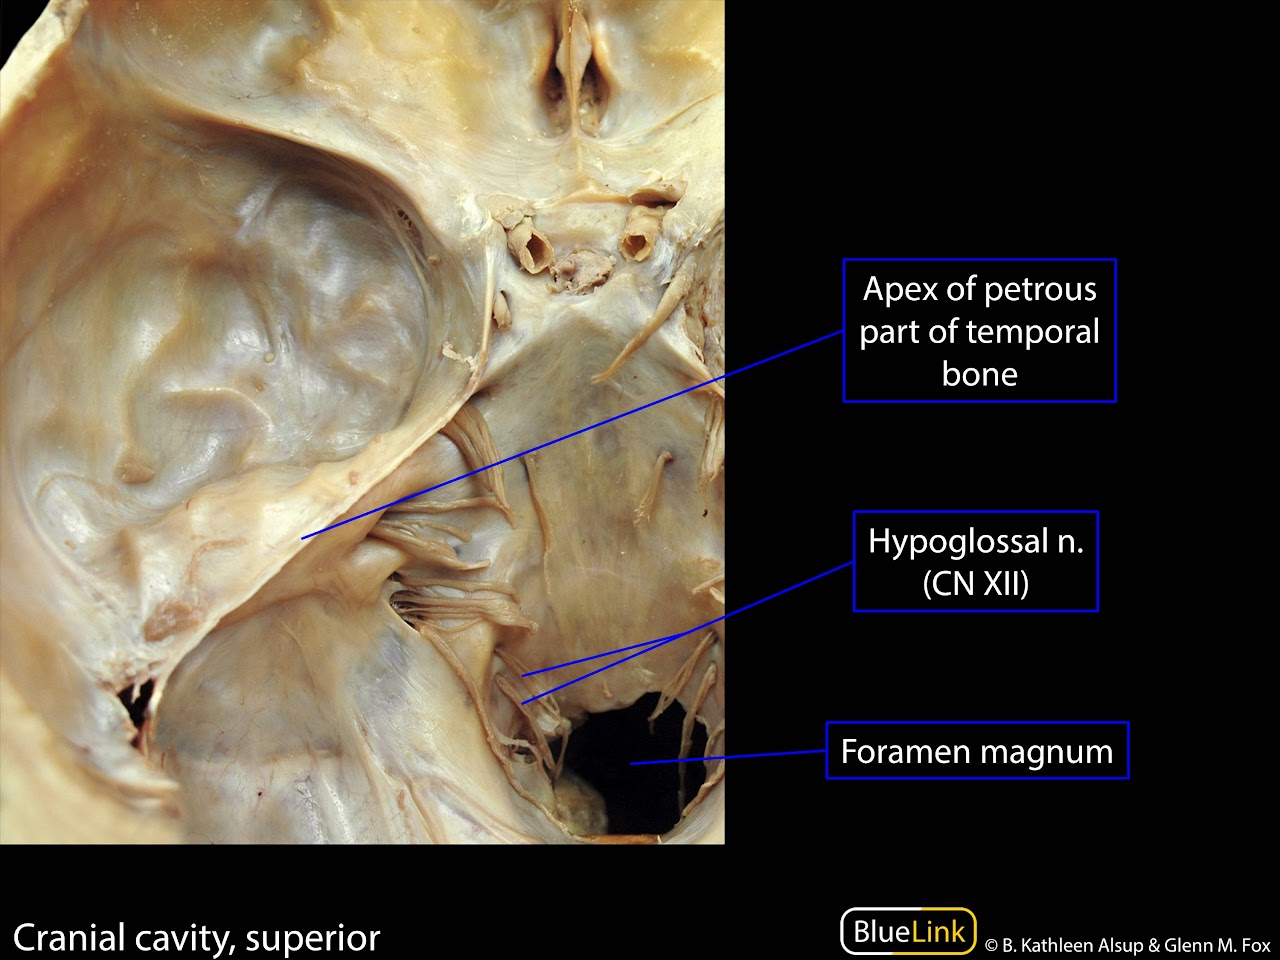 Apex of petrous
part of temporal
bone
Hypoglossal n.
(CN XII)
Foramen magnum
Cranial cavity, superior
BlueLink
© B. Kathleen Alsup & Glenn M. Fox